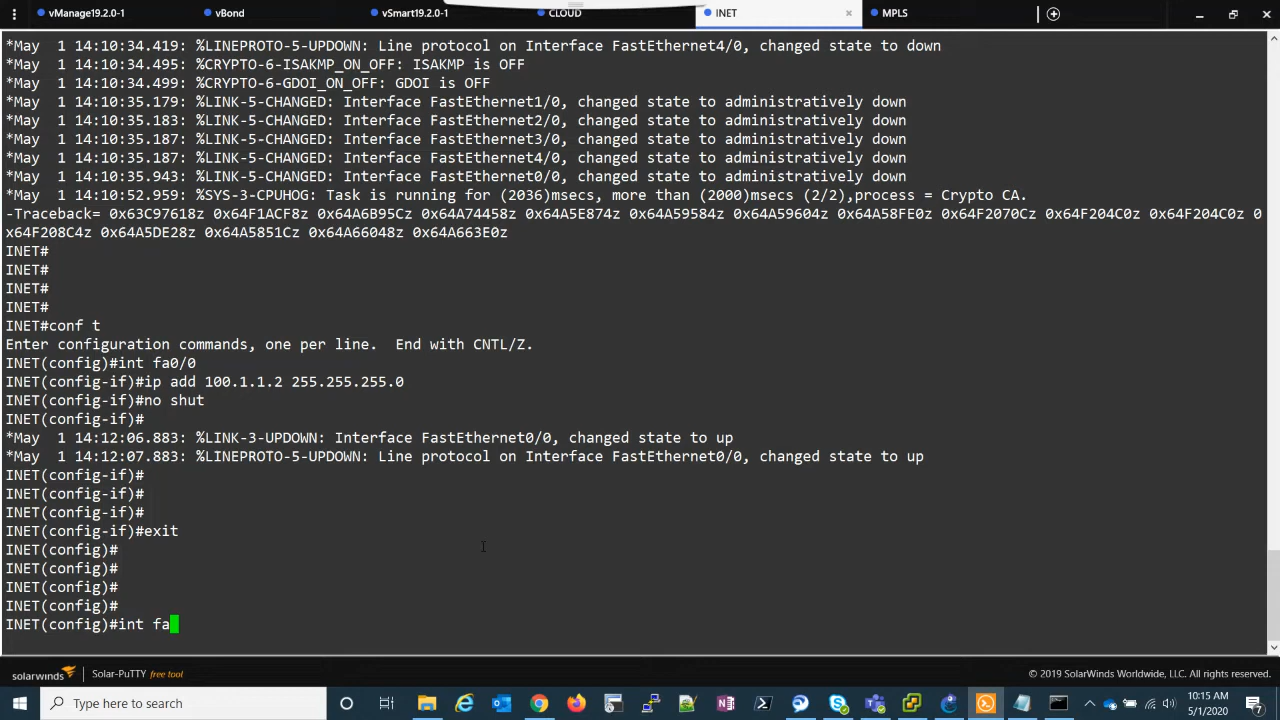 vManage19.2.0-1
vBond
vSmart19.2.0-1
CLOUD
INET
MPLS
*May  1 14:10:34.419: %LINEPROTO-5-UPDOWN: Line protocol on Interface FastEthernet4/0, changed state to down
*May  1 14:10:34.495: %CRYPTO-6-ISAKMP_ON_OFF: ISAKMP is OFF
*May  1 14:10:34.499: %CRYPTO-6-GDOI_ON_OFF: GDOI is OFF
*May  1 14:10:35.179: %LINK-5-CHANGED: Interface FastEthernet1/0, changed state to administratively down
*May  1 14:10:35.183: %LINK-5-CHANGED: Interface FastEthernet2/0, changed state to administratively down
*May  1 14:10:35.187: %LINK-5-CHANGED: Interface FastEthernet3/0, changed state to administratively down
*May  1 14:10:35.187: %LINK-5-CHANGED: Interface FastEthernet4/0, changed state to administratively down
*May  1 14:10:35.943: %LINK-5-CHANGED: Interface FastEthernet0/0, changed state to administratively down
*May  1 14:10:52.959: %SYS-3-CPUHOG: Task is running for (2036)msecs, more than (2000)msecs (2/2),process = Crypto CA.
-Traceback= 0x63C97618z 0x64F1ACF8z 0x64A6B95Cz 0x64A74458z 0x64A5E874z 0x64A59584z 0x64A59604z 0x64A58FE0z 0x64F2070Cz 0x64F204C0z 0x64F204C0z 0
x64F208C4z 0x64A5DE28z 0x64A5851Cz 0x64A66048z 0x64A663E0z
INET#
INET#
INET#
INET#
INET#conf t
Enter configuration commands, one per line.  End with CNTL/Z.
INET(config)#int fa0/0
INET(config-if)#ip add 100.1.1.2 255.255.255.0
INET(config-if)#no shut
INET(config-if)#
*May  1 14:12:06.883: %LINK-3-UPDOWN: Interface FastEthernet0/0, changed state to up
*May  1 14:12:07.883: %LINEPROTO-5-UPDOWN: Line protocol on Interface FastEthernet0/0, changed state to up
INET(config-if)#
INET(config-if)#
INET(config-if)#
INET(config-if)#exit
INET(config)#
INET(config)#
INET(config)#
INET(config)#
INET(config)#int fa
solarwinds Solar-PuTTY free tool
© 2019 SolarWinds Worldwide, LLC. All rights reserved.
Type here to search
10:15 AM
5/1/2020